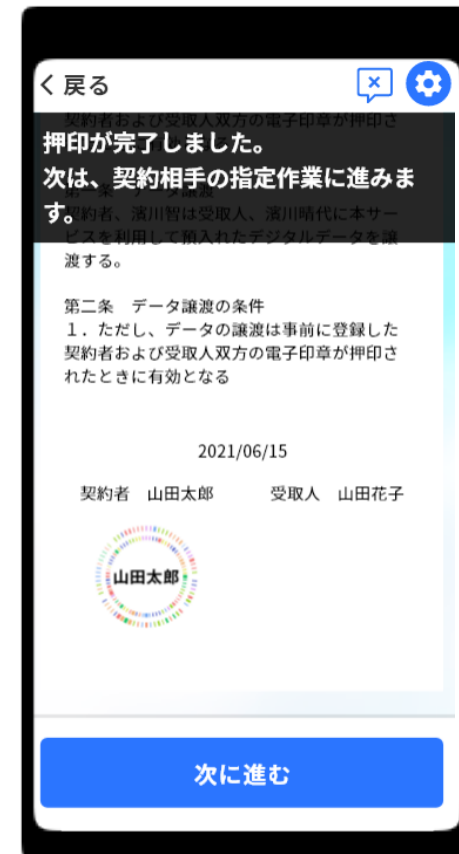 戻る
契約者および受取人双方の電子印章が押印さ
押印が完了しました。
次は、契約相手の指定作業に進みま
す。
第一条 データ譲渡
契約者、濱川智は受取人、濱川晴代に本サー
ビスを利用して預入れたデジタルデータを譲
渡する。
第二条 データ譲渡の条件
１．ただし、データの譲渡は事前に登録した
契約者および受取人双方の電子印章が押印さ
れたときに有効となる
2021/06/15
契約者 山田太郎 受取人 山田花子
山田太郎
次に進む